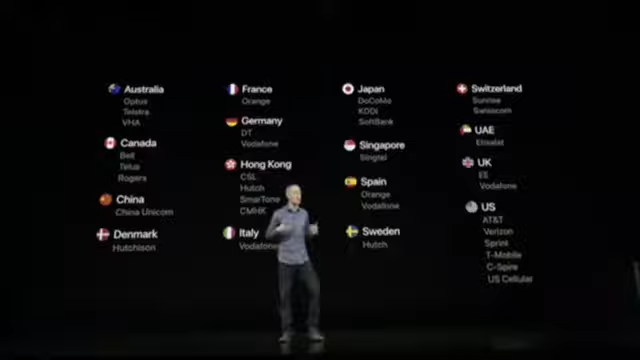 Australia
Optus
Telstra
VHA
Canada
Bell
Telus
Rogers
China
China Unicom
Denmark
Hutchison
France
Orange
Germany
DT
Vodafone
Hong Kong
CSL
Hutch
SmarTone
CMHK
Italy
Vodafone
Japan
DoCoMo
KDDI
SoftBank
Singapore
Singtel
Spain
Orange
Vodafone
Sweden
Hutch
Switzerland
Sunrise
Swisscom
UAE
Etisalat
UK
EE
Vodafone
US
AT&T
Verizon
Sprint
T-Mobile
C-Spire
US Cellular